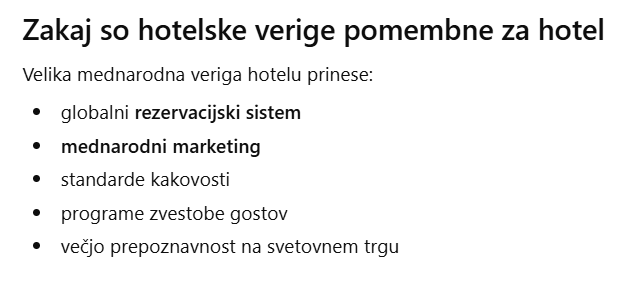 Zakaj so hotelske verige pomembne za hotel
Velika mednarodna veriga hotelu prinese:
• globalni rezervacijski sistem
• mednarodni marketing
• standarde kakovosti
• programe zvestobe gostov
• večjo prepoznavnost na svetovnem trgu